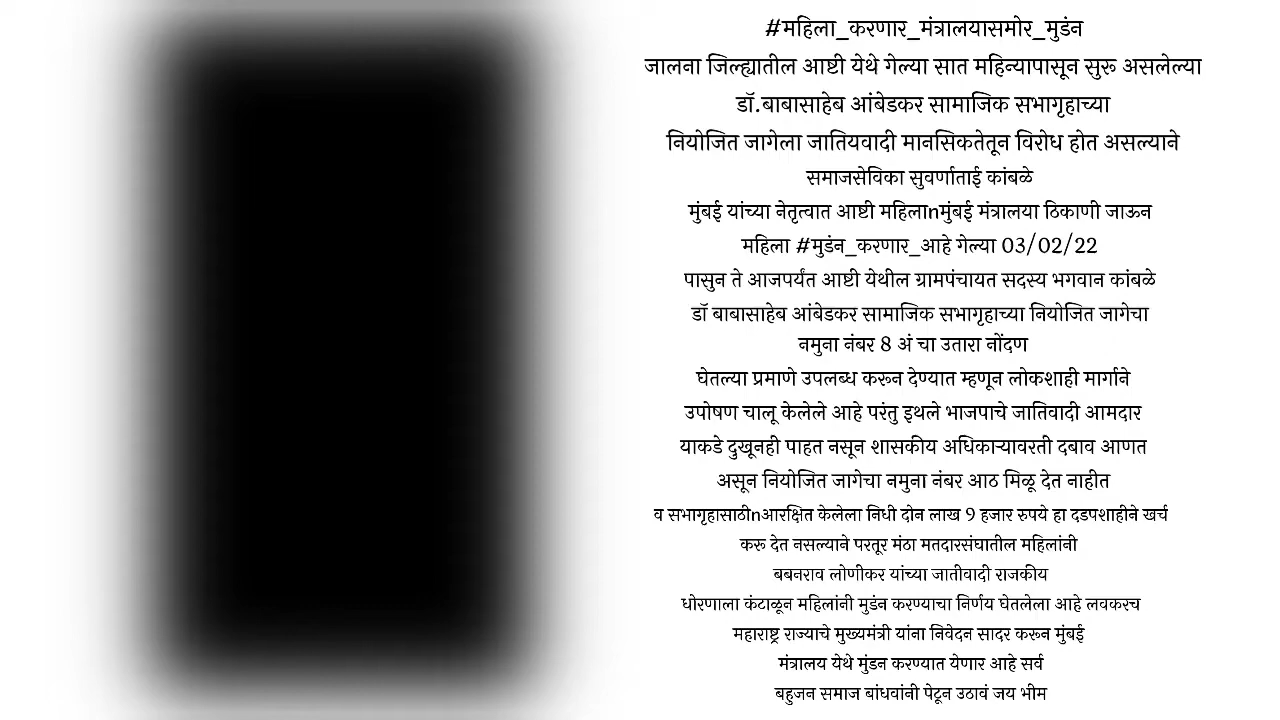 #महिला_करणार_मंत्रालयासमोर_मुडंन
जालना जिल्ह्यातील आष्टी येथे गेल्या सात महिन्यापासून सुरू असलेल्या
डॉ.बाबासाहेब आंबेडकर सामाजिक सभागृहाच्या
नियोजित जागेला जातियवादी मानसिकतेतून विरोध होत असल्याने
समाजसेविका सुवर्णाताई कांबळे
मुंबई यांच्या नेतृत्वात आष्टी महिलाnमुंबई मंत्रालया ठिकाणी जाऊन
महिला #मुडंन_करणार_आहे गेल्या 03/02/22
पासुन ते आजपर्यंत आष्टी येथील ग्रामपंचायत सदस्य भगवान कांबळे
डॉ बाबासाहेब आंबेडकर सामाजिक सभागृहाच्या नियोजित जागेचा
नमुना नंबर 8 अं चा उतारा नोंदण
घेतल्या प्रमाणे उपलब्ध करून देण्यात म्हणून लोकशाही मार्गाने
उपोषण चालू केलेले आहे परंतु इथले भाजपाचे जातिवादी आमदार
याकडे दुखूनही पाहत नसून शासकीय अधिकाऱ्यावरती दबाव आणत
असून नियोजित जागेचा नमुना नंबर आठ मिळू देत नाहीत
व सभागृहासाठीnआरक्षित केलेला निधी दोन लाख 9 हजार रुपये हा दडपशाहीने खर्च
करू देत नसल्याने परतूर मंठा मतदारसंघातील महिलांनी
बबनराव लोणीकर यांच्या जातीवादी राजकीय
धोरणाला कंटाळून महिलांनी मुडंन करण्याचा निर्णय घेतलेला आहे लवकरच
महाराष्ट्र राज्याचे मुख्यमंत्री यांना निवेदन सादर करून मुंबई
मंत्रालय येथे मुंडन करण्यात येणार आहे सर्व
बहुजन समाज बांधवांनी पेटून उठावं जय भीम